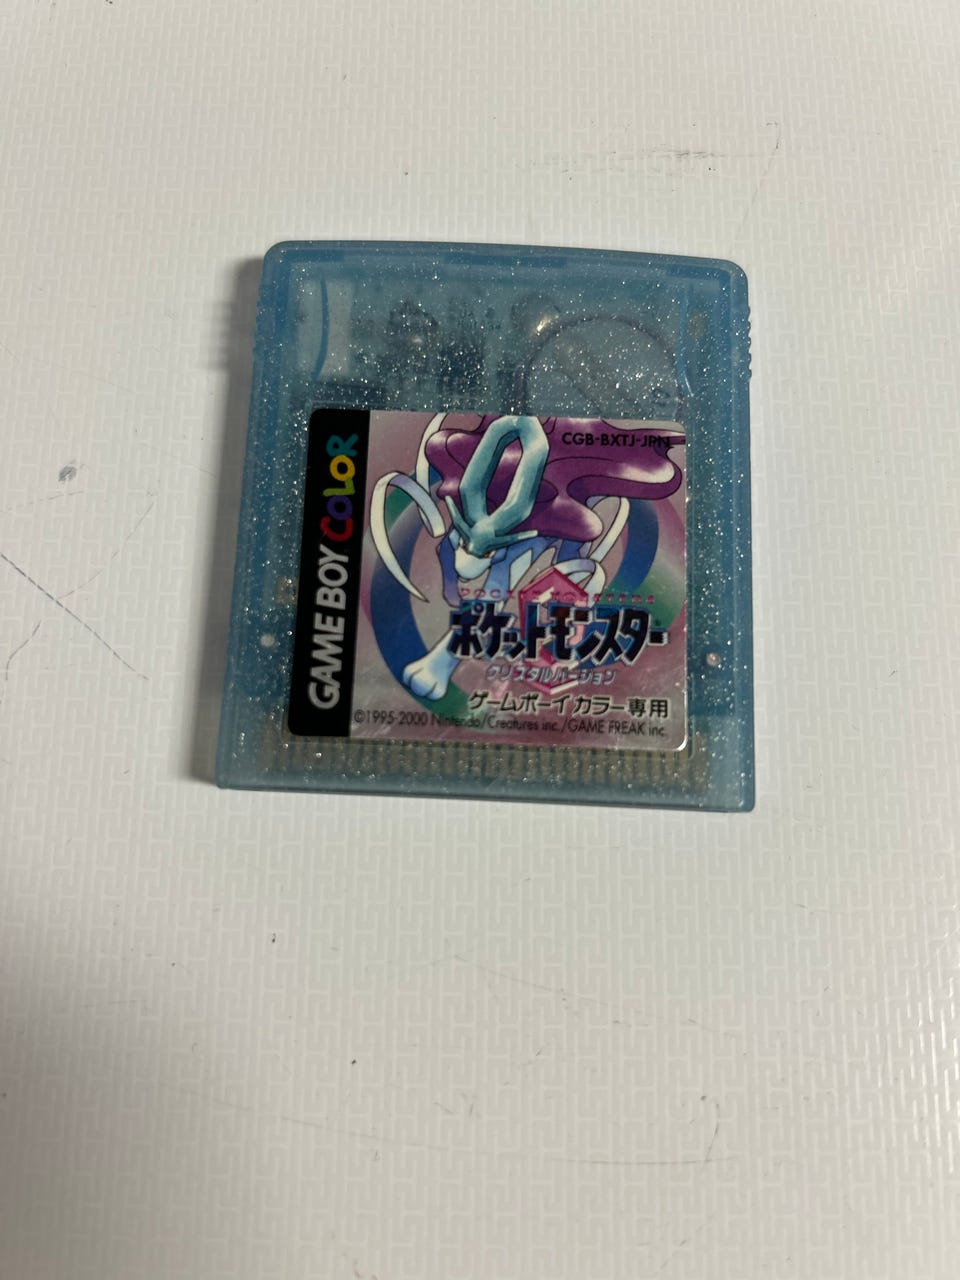 GAME BOY COLOR
CGB-BXTJ-JPN
POCKET MONSTERS
ポケットモンスター
クリスタルバージョン
ゲームボーイカラー専用
©1995-2000 Nintendo/Creatures inc./GAME FREAK inc.